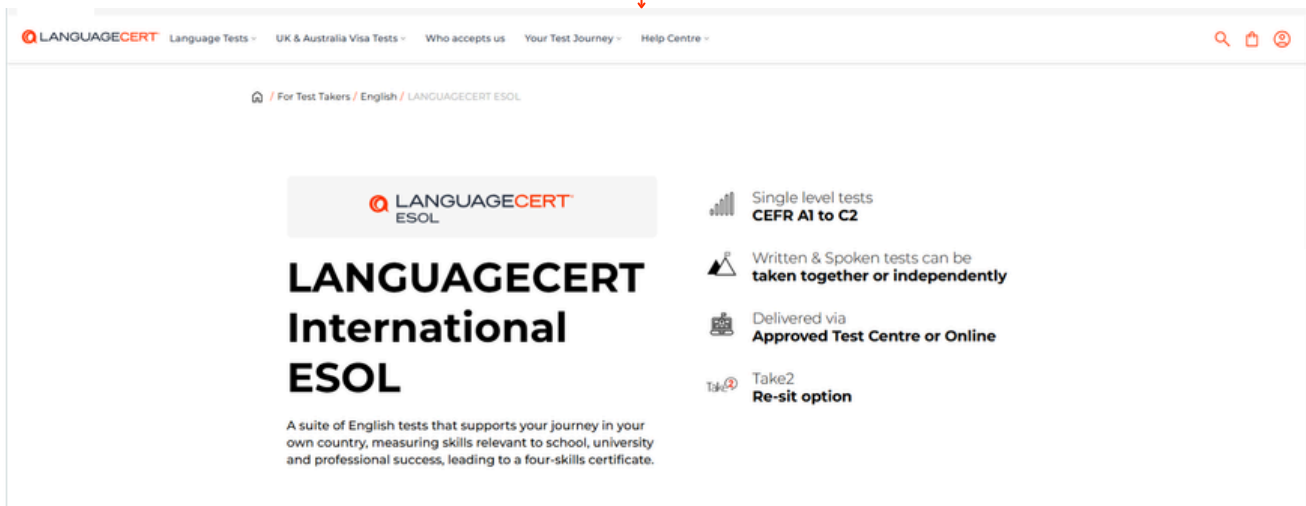 LANGUAGECERT Language Tests UK & Australia Visa Tests Who accepts us Your Test Journey Help Centre
/ For Test Takers / English / LANGUAGECERT ESOL
LANGUAGECERT
ESOL
LANGUAGECERT
International
ESOL
A suite of English tests that supports your journey in your
own country, measuring skills relevant to school, university
and professional success, leading to a four-skills certificate.
Single level tests
CEFR A1 to C2
Written & Spoken tests can be
taken together or independently
Delivered via
Approved Test Centre or Online
Take2
Take2
Re-sit option